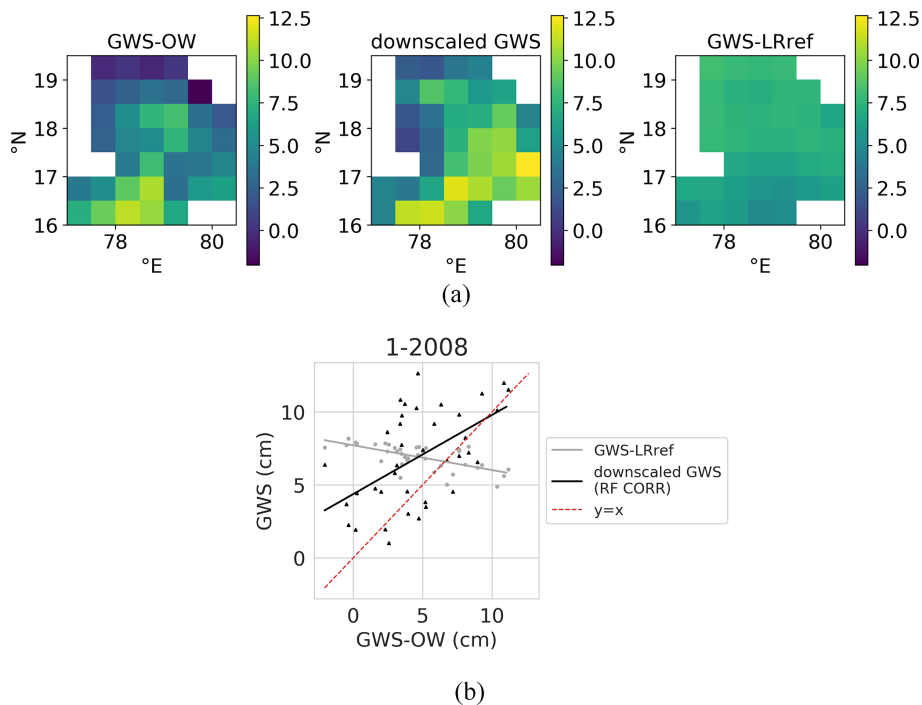 (a)
GWS-OW
19
18
17
16
78
80
°N
°E
12.5
10.0
7.5
5.0
2.5
0.0
downscaled GWS
19
18
17
16
78
80
°N
°E
12.5
10.0
7.5
5.0
2.5
0.0
GWS-LRref
19
18
17
16
78
80
°N
°E
12.5
10.0
7.5
5.0
2.5
0.0
1-2008
GWS (cm)
10
5
0
0
5
10
GWS-OW (cm)
GWS-LRref
downscaled GWS
(RF CORR)
y=x
(b)